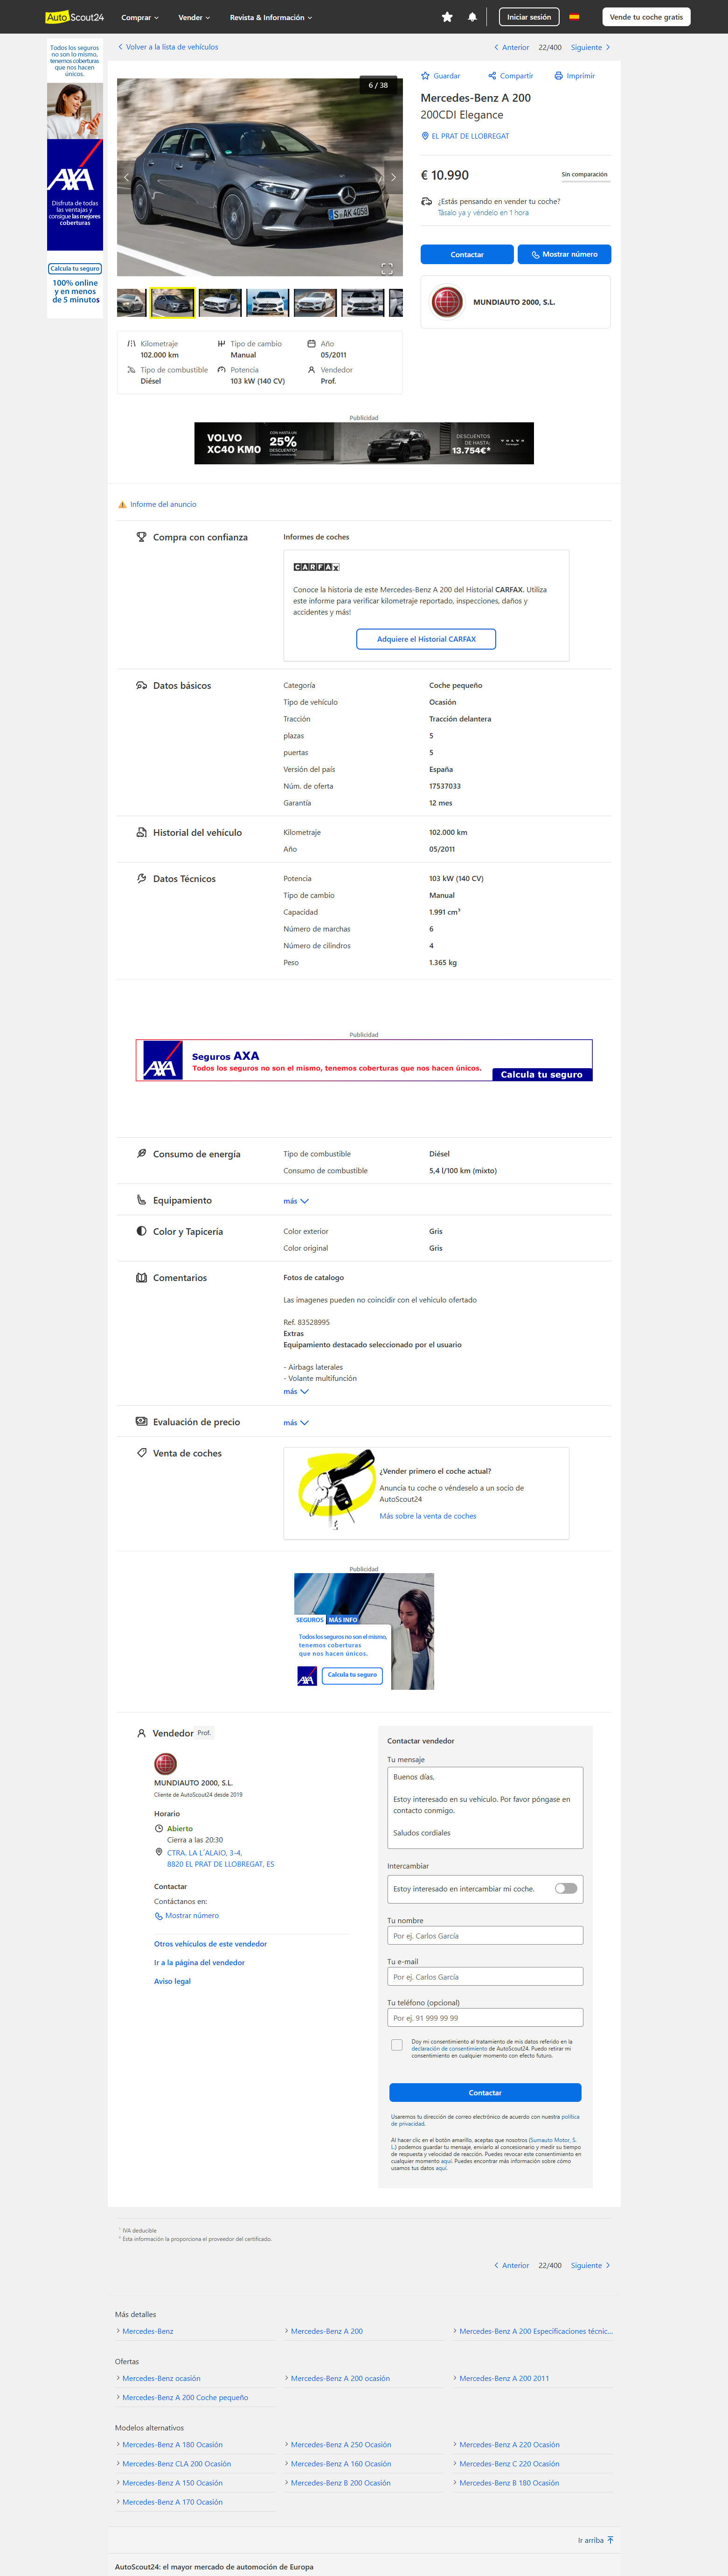 AutoScout24
Comprar
Vender
Revista & Información
Iniciar sesión
Vende tu coche gratis
Todos los seguros
no son lo mismo,
tenemos coberturas
que nos hacen
únicos.
AXA
Disfruta de todas
las ventajas y
consigue las mejores
coberturas
Calcula tu seguro
100% online
y en menos
de 5 minutos
Volver a la lista de vehículos
Anterior 22/400 Siguiente
6 / 38
S AK 4058
Guardar Compartir Imprimir
Mercedes-Benz A 200
200CDI Elegance
EL PRAT DE LLOBREGAT
€ 10.990
Sin comparación
¿Estás pensando en vender tu coche?
Tásalo ya y véndelo en 1 hora
Contactar
Mostrar número
MUNDIAUTO 2000, S.L.
Kilometraje
102.000 km
Tipo de cambio
Manual
Año
05/2011
Tipo de combustible
Diésel
Potencia
103 kW (140 CV)
Vendedor
Prof.
Publicidad
VOLVO
XC40 KM0
CON HASTA UN
25%
DESCUENTO
DESCUENTOS
DE HASTA:
13.754€*
VOLVO
Informe del anuncio
Compra con confianza
Informes de coches
CARFAX
Conoce la historia de este Mercedes-Benz A 200 del Historial CARFAX. Utiliza
este informe para verificar kilometraje reportado, inspecciones, daños y
accidentes y más!
Adquiere el Historial CARFAX
Datos básicos
Categoría Coche pequeño
Tipo de vehículo Ocasión
Tracción Tracción delantera
plazas 5
puertas 5
Versión del país España
Núm. de oferta 17537033
Garantía 12 mes
Historial del vehículo
Kilometraje 102.000 km
Año 05/2011
Datos Técnicos
Potencia 103 kW (140 CV)
Tipo de cambio Manual
Capacidad 1.991 cm³
Número de marchas 6
Número de cilindros 4
Peso 1.365 kg
Publicidad
AXA
Seguros AXA
Todos los seguros no son el mismo, tenemos coberturas que nos hacen únicos.
Calcula tu seguro
Consumo de energía
Tipo de combustible Diésel
Consumo de combustible 5,4 l/100 km (mixto)
Equipamiento
más
Color y Tapicería
Color exterior Gris
Color original Gris
Comentarios
Fotos de catalogo
Las imagenes pueden no coincidir con el vehiculo ofertado
Ref. 83528995
Extras
Equipamiento destacado seleccionado por el usuario
- Airbags laterales
- Volante multifunción
más
Evaluación de precio
más
Venta de coches
¿Vender primero el coche actual?
Anuncia tu coche o véndeselo a un socio de
AutoScout24
Más sobre la venta de coches
Publicidad
SEGUROS MÁS INFO
Todos los seguros no son el mismo,
tenemos coberturas
que nos hacen únicos.
AXA
Calcula tu seguro
Vendedor Prof.
MUNDIAUTO 2000, S.L.
Cliente de AutoScout24 desde 2019
Horario
Abierto
Cierra a las 20:30
CTRA. LA L´ALAIO, 3-4,
8820 EL PRAT DE LLOBREGAT, ES
Contactar
Contáctanos en:
Mostrar número
Otros vehículos de este vendedor
Ir a la página del vendedor
Aviso legal
Contactar vendedor
Tu mensaje
Buenos días,
Estoy interesado en su vehículo. Por favor póngase en
contacto conmigo.
Saludos cordiales
Intercambiar
Estoy interesado en intercambiar mi coche.
Tu nombre
Por ej. Carlos García
Tu e-mail
Por ej. Carlos García
Tu teléfono (opcional)
Por ej. 91 999 99 99
Doy mi consentimiento al tratamiento de mis datos referido en la
declaración de consentimiento de AutoScout24. Puedo retirar mi
consentimiento en cualquier momento con efecto futuro.
Contactar
Usaremos tu dirección de correo electrónico de acuerdo con nuestra política
de privacidad.
Al hacer clic en el botón amarillo, aceptas que nosotros (Sumauto Motor, S.
L.) podemos guardar tu mensaje, enviarlo al concesionario y medir su tiempo
de respuesta y velocidad de reacción. Puedes revocar este consentimiento en
cualquier momento aquí. Puedes encontrar más información sobre cómo
usamos tus datos aquí.
IVA deducible
Esta información la proporciona el proveedor del certificado.
Anterior 22/400 Siguiente
Más detalles
Mercedes-Benz
Mercedes-Benz A 200
Mercedes-Benz A 200 Especificaciones técnic...
Ofertas
Mercedes-Benz ocasión
Mercedes-Benz A 200 ocasión
Mercedes-Benz A 200 2011
Mercedes-Benz A 200 Coche pequeño
Modelos alternativos
Mercedes-Benz A 180 Ocasión
Mercedes-Benz A 250 Ocasión
Mercedes-Benz A 220 Ocasión
Mercedes-Benz CLA 200 Ocasión
Mercedes-Benz A 160 Ocasión
Mercedes-Benz C 220 Ocasión
Mercedes-Benz A 150 Ocasión
Mercedes-Benz B 200 Ocasión
Mercedes-Benz B 180 Ocasión
Mercedes-Benz A 170 Ocasión
Ir arriba
AutoScout24: el mayor mercado de automoción de Europa